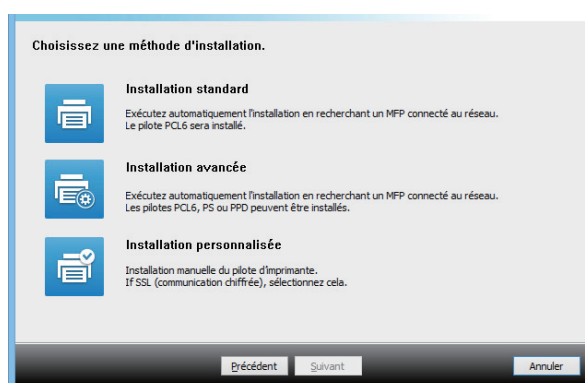 Choisissez une méthode d'installation.
Installation standard
Exécutez automatiquement l'installation en recherchant un MFP connecté au réseau.
Le pilote PCL6 sera installé.
Installation avancée
Exécutez automatiquement l'installation en recherchant un MFP connecté au réseau.
Les pilotes PCL6, PS ou PPD peuvent être installés.
Installation personnalisée
Installation manuelle du pilote d'imprimante.
If SSL (communication chiffrée), sélectionnez cela.
Précédent
Suivant
Annuler